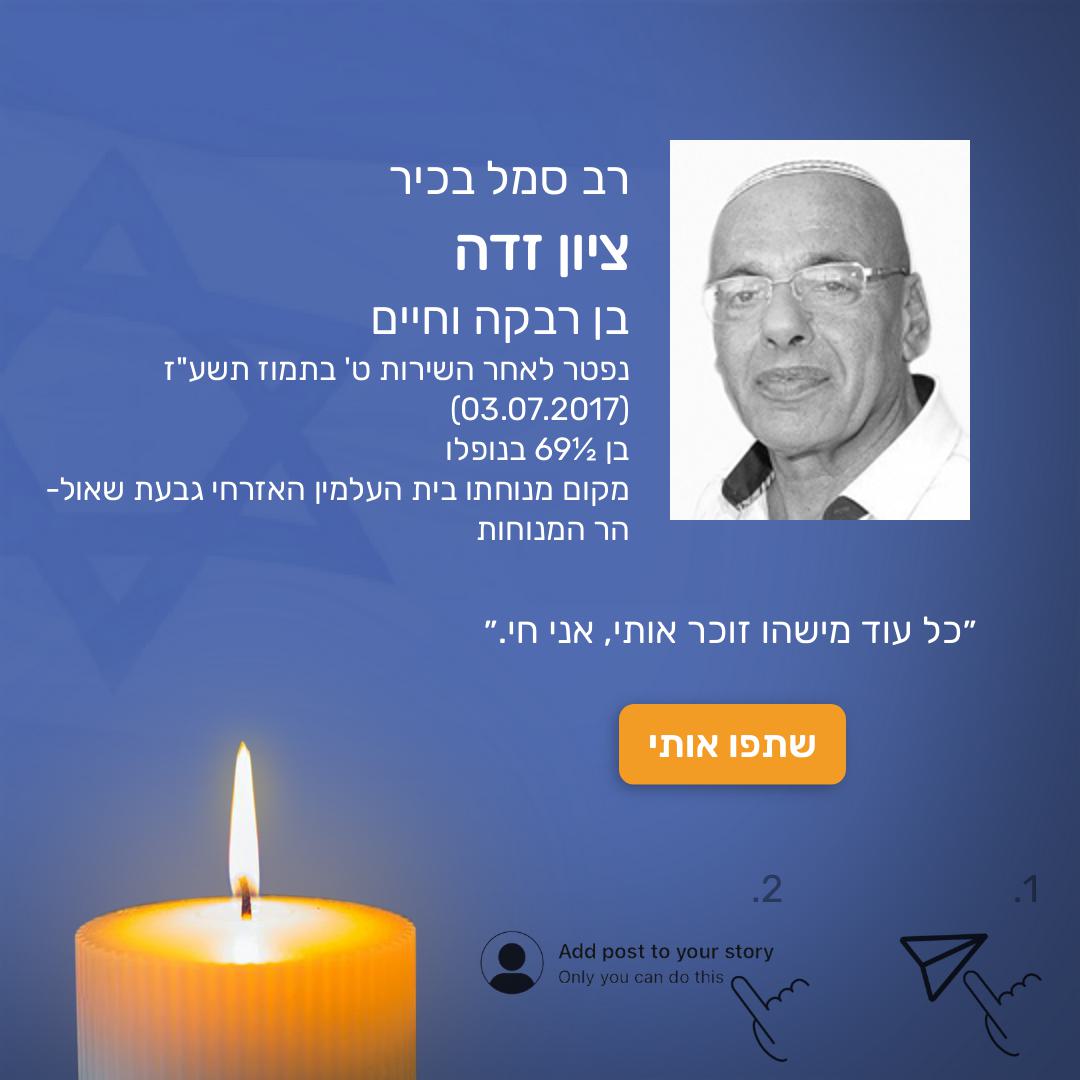 רב סמל בכיר
ציון זדה
בן רבקה וחיים
נפטר לאחר השירות ט' בתמוז תשע"ז
(03.07.2017)
בן 69½ בנופלו
מקום מנוחתו בית העלמין האזרחי גבעת שאול-
הר המנוחות
״כל עוד מישהו זוכר אותי, אני חי.״
שתפו אותי
1.
2.
Add post to your story
Only you can do this